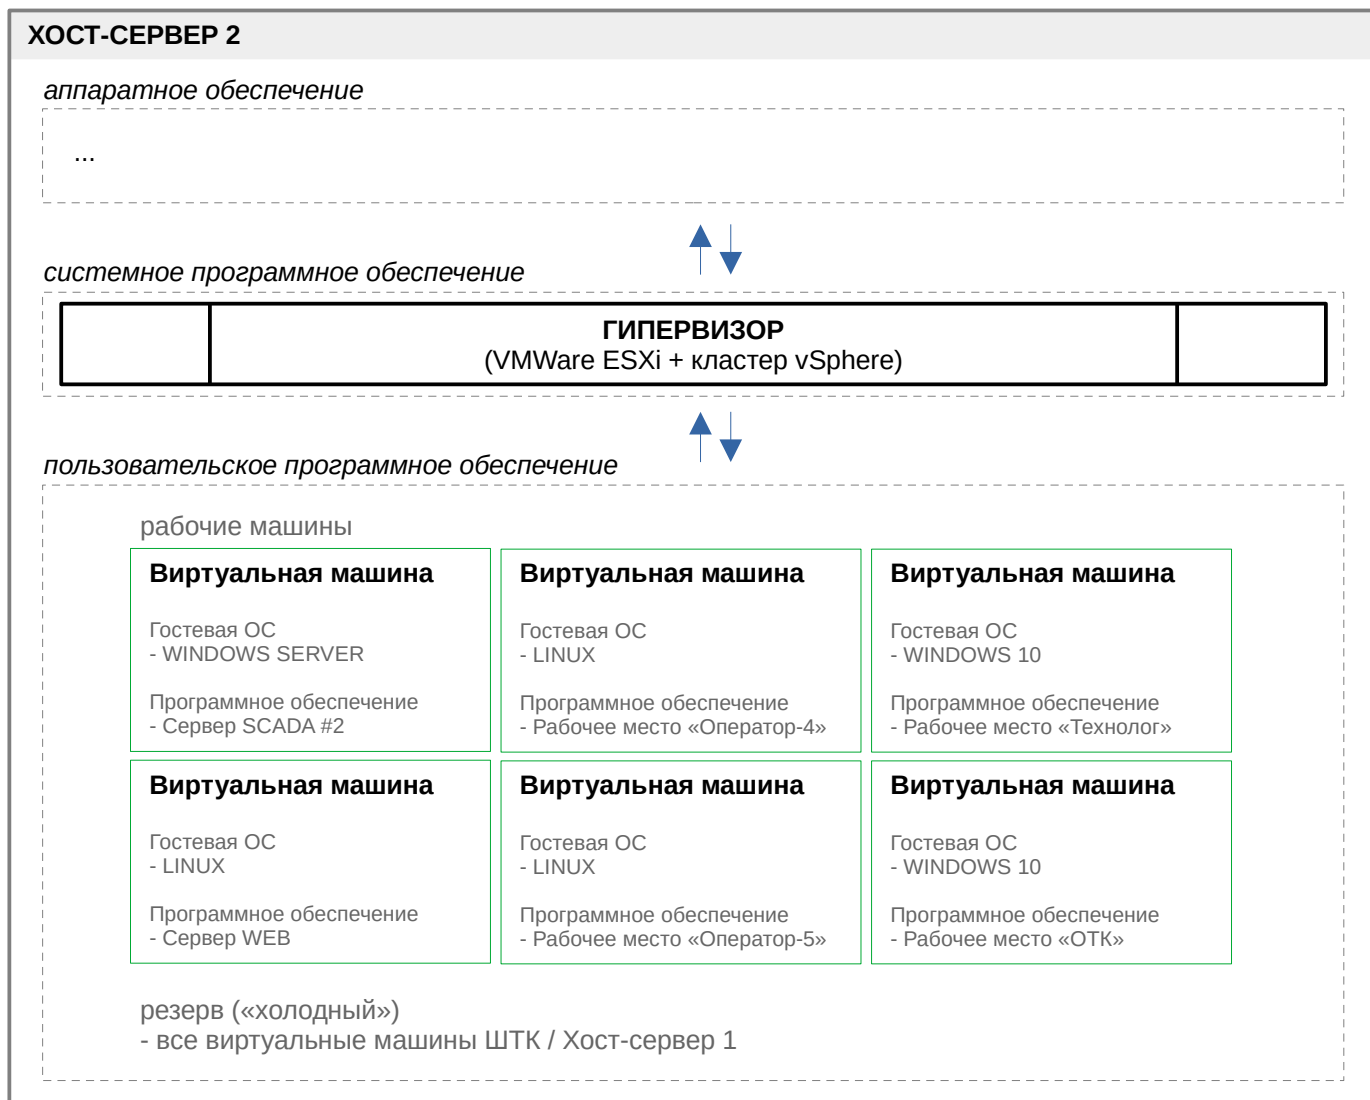 ХОСТ-СЕРВЕР 2
аппаратное обеспечение
...
системное программное обеспечение
ГИПЕРВИЗОР
(VMWare ESXi + кластер vSphere)
пользовательское программное обеспечение
рабочие машины
Виртуальная машина
Гостевая ОС
- WINDOWS SERVER
Программное обеспечение
- Сервер SCADA #2
Виртуальная машина
Гостевая ОС
- LINUX
Программное обеспечение
- Рабочее место «Оператор-4»
Виртуальная машина
Гостевая ОС
- WINDOWS 10
Программное обеспечение
- Рабочее место «Технолог»
Виртуальная машина
Гостевая ОС
- LINUX
Программное обеспечение
- Сервер WEB
Виртуальная машина
Гостевая ОС
- LINUX
Программное обеспечение
- Рабочее место «Оператор-5»
Виртуальная машина
Гостевая ОС
- WINDOWS 10
Программное обеспечение
- Рабочее место «ОТК»
резерв («холодный»)
- все виртуальные машины ШТК / Хост-сервер 1